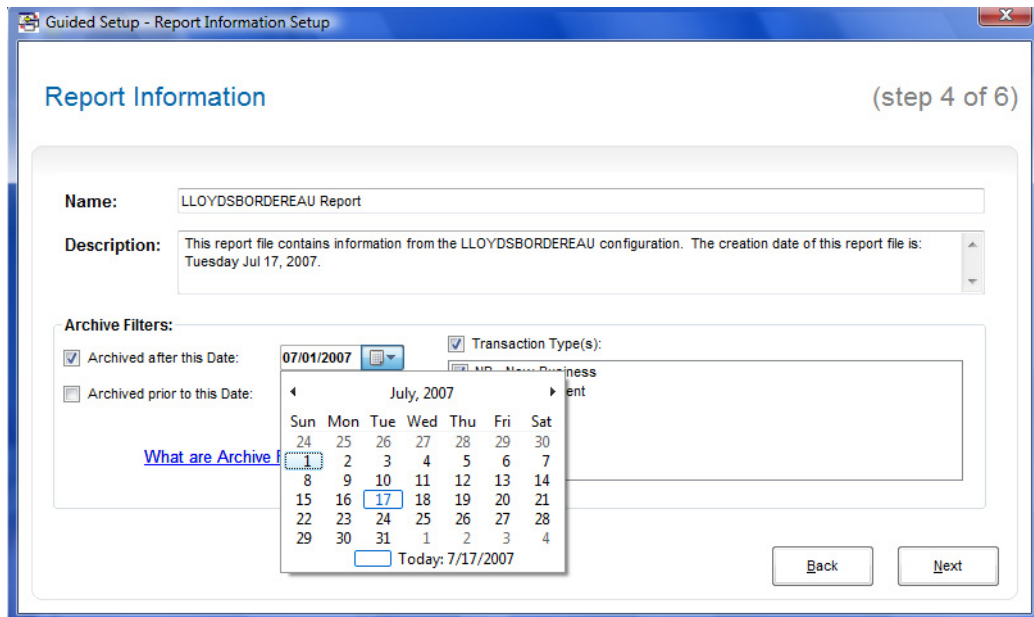 Guided Setup - Report Information Setup
Report Information
(step 4 of 6)
Name:
LLOYDSBORDEREAU Report
Description:
This report file contains information from the LLOYDSBORDEREAU configuration. The creation date of this report file is:
Tuesday Jul 17, 2007.
Archive Filters:
Archived after this Date:
07/01/2007
Transaction Type(s):
Business
Archived prior to this Date:
July, 2007
Sun Mon Tue Wed Thu Fri Sat
24 25 26 27 28 29 30
1 2 3 4 5 6 7
8 9 10 11 12 13 14
15 16 17 18 19 20 21
22 23 24 25 26 27 28
29 30 31 1 2 3 4
Today: 7/17/2007
What are Archive
Back
Next